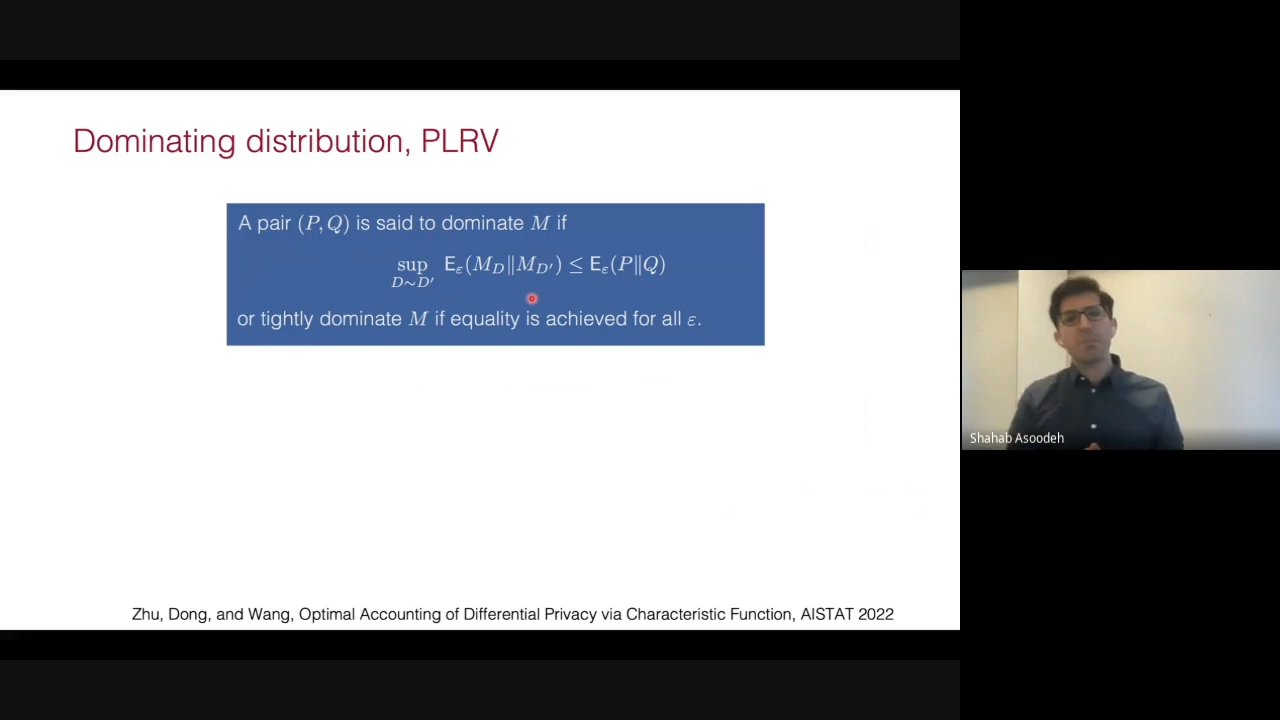 Dominating distribution, PLRV
A pair (P, Q) is said to dominate M if
sup E_ε(M_D‖M_{D′}) ≤ E_ε(P‖Q)
D∼D′
or tightly dominate M if equality is achieved for all ε.
Shahab Asoodeh
Zhu, Dong, and Wang, Optimal Accounting of Differential Privacy via Characteristic Function, AISTAT 2022